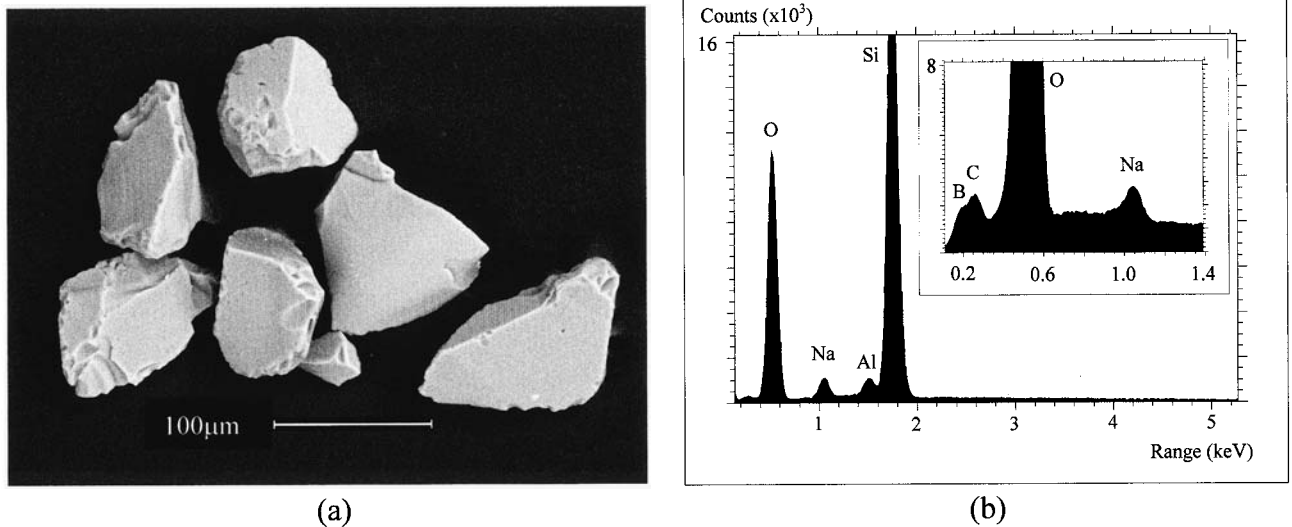 100µm
(a)
Counts (x10³)
16
Si
O
Na
Al
1
2
3
4
5
Range (keV)
8
O
Na
C
B
0.2
0.6
1.0
1.4
(b)